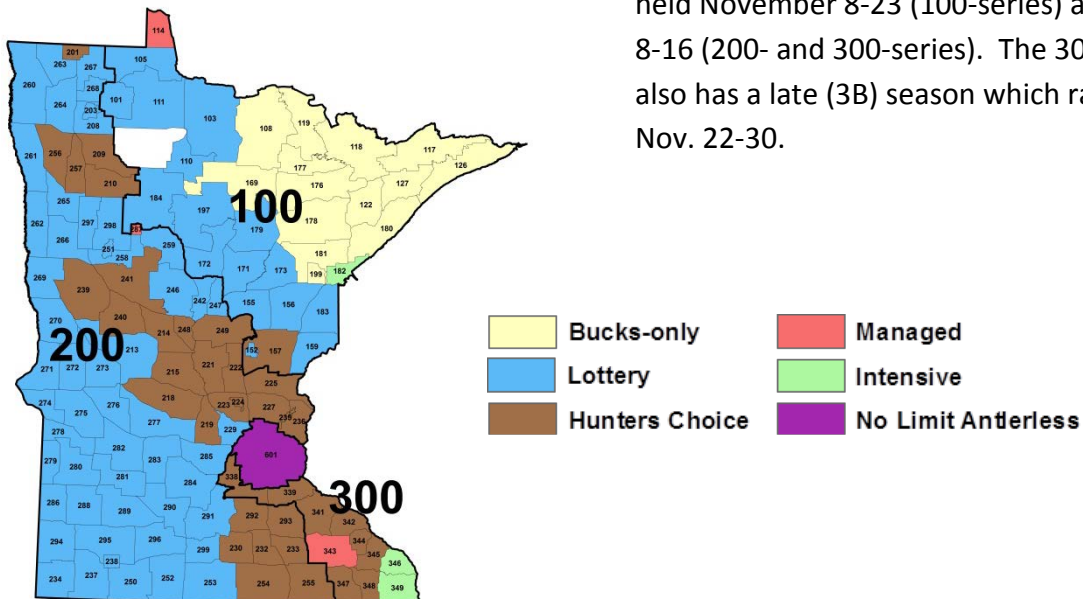 held November 8-23 (100-series) a
8-16 (200- and 300-series). The 30
also has a late (3B) season which ra
Nov. 22-30.
114
201
263 267 105
260 268
264 203 101 111 103 108 119
208 118 117
261 256 209 110 177 126
257 169 176 127
210 184 100 122
265 197 178 180
262 297 298 179
266 251 259 181
258 172 171 173 199 182
269 241 246
239 242 247 155 156 183
270 240 214 248 249
200 213 152 157 159
271 272 273 215 221 222
225
274 218 223 224 227
275 276 219 235 236
278 277 229
282 285 601
279 280 283 338
281 284 339 300
286 288 289 290 291 292 293 341 342
294 295 296 299 230 232 233 343 344 345
238 346
234 237 250 252 253 254 255 347 348 349
Bucks-only
Managed
Lottery
Intensive
Hunters Choice
No Limit Antlerless